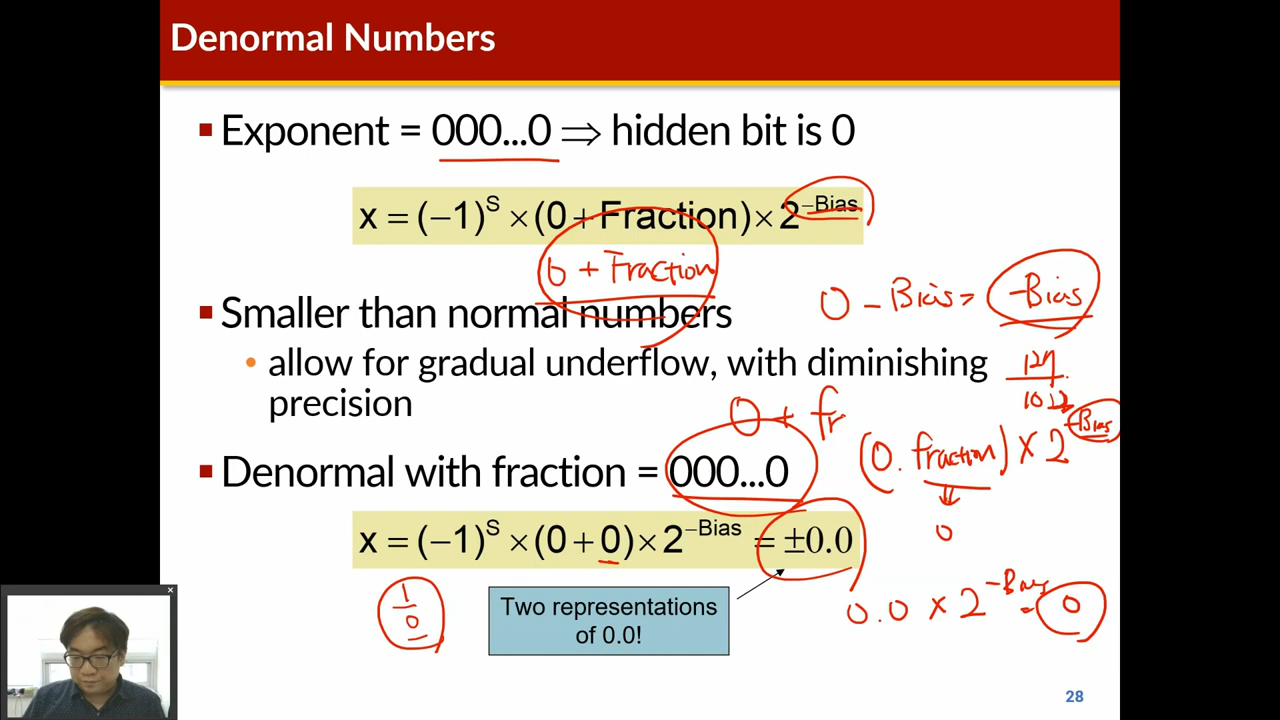 Denormal Numbers
▪ Exponent = 000...0 ⇒ hidden bit is 0
x = (−1)^S × (0 + Fraction) × 2^−Bias
0 + Fraction
0 - Bias = -Bias
▪ Smaller than normal numbers
• allow for gradual underflow, with diminishing
precision
127
0 + fr
(0. fraction) × 2^-Bias
0
▪ Denormal with fraction = 000...0
x = (−1)^S × (0 + 0) × 2^−Bias = ±0.0
0.0 × 2^-Bias = 0
1
0
Two representations
of 0.0!
28